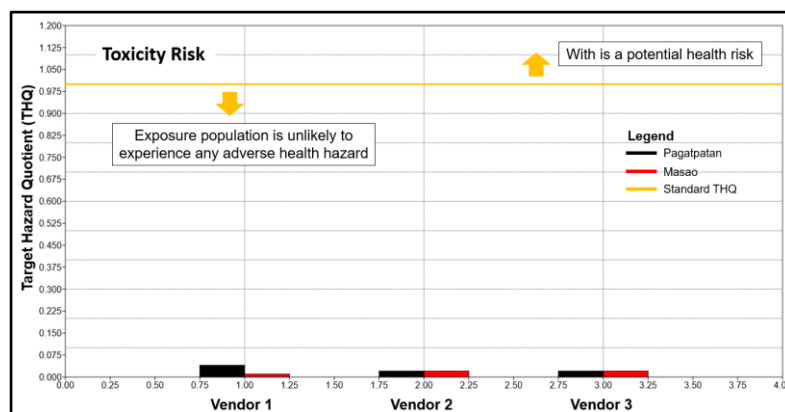 Toxicity Risk
With is a potential health risk
Exposure population is unlikely to
experience any adverse health hazard
Legend
Pagatpatan
Masao
Standard THQ
Target Hazard Quotient (THQ)
1.200
1.125
1.050
0.975
0.900
0.825
0.750
0.675
0.600
0.525
0.450
0.375
0.300
0.225
0.150
0.075
0.000
0.00 0.25 0.50 0.75 1.00 1.25 1.50 1.75 2.00 2.25 2.50 2.75 3.00 3.25 3.50 3.75 4.0
Vendor 1 Vendor 2 Vendor 3